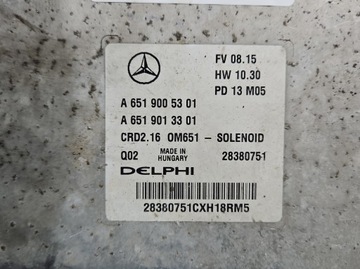 FV 08.15
HW 10.30
PD 13 M05
A 651 900 53 01
A 651 901 33 01
CRD2.16 OM651 - SOLENOID
Q02 MADE IN HUNGARY 28380751
DELPHI
28380751CXH18RM5